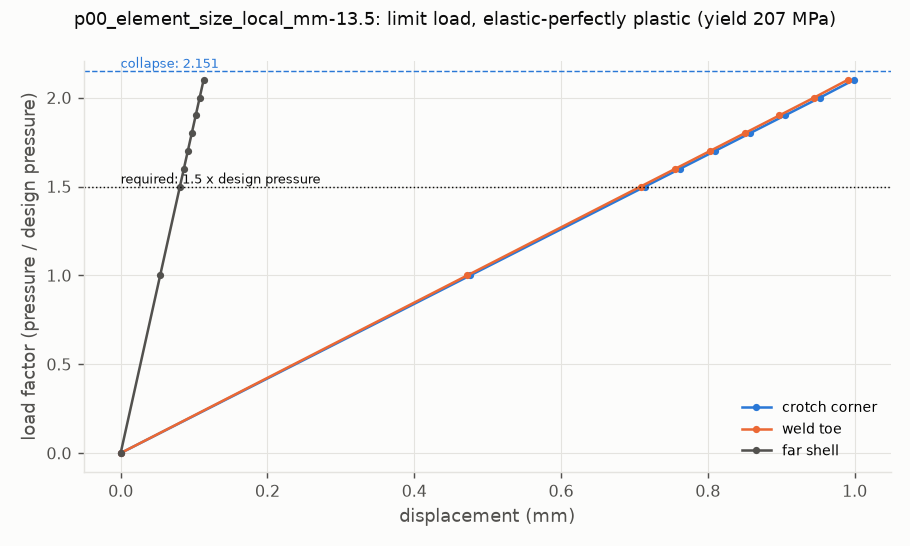 p00_element_size_local_mm-13.5: limit load, elastic-perfectly plastic (yield 207 MPa)
collapse: 2.151
required: 1.5 x design pressure
load factor (pressure / design pressure)
2.0
1.5
1.0
0.5
0.0
0.0 0.2 0.4 0.6 0.8 1.0
displacement (mm)
crotch corner
weld toe
far shell